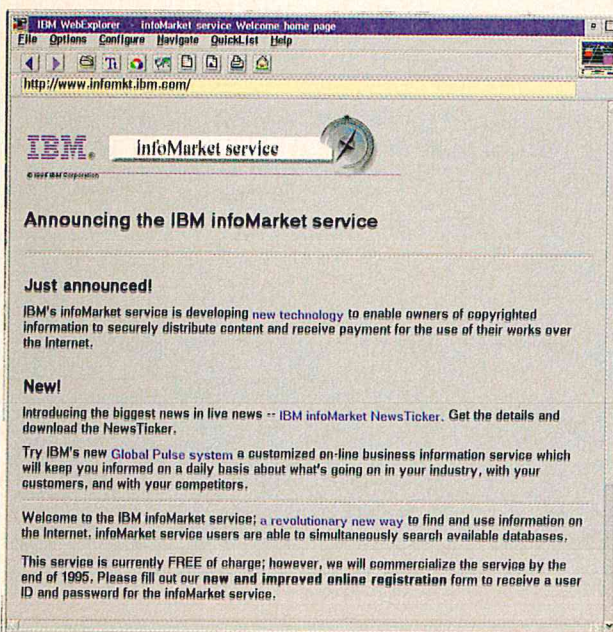 IBM WebExplorer - infoMarket service Welcome home page
File Options Configure Navigate QuickList Help
http://www.infomkt.ibm.com/
IBM® infoMarket service
Announcing the IBM infoMarket service
Just announced!
IBM's infoMarket service is developing new technology to enable owners of copyrighted
information to securely distribute content and receive payment for the use of their works over
the Internet.
New!
Introducing the biggest news in live news -- IBM infoMarket NewsTicker. Get the details and
download the NewsTicker.
Try IBM's new Global Pulse system a customized on-line business information service which
will keep you informed on a daily basis about what's going on in your industry, with your
customers, and with your competitors.
Welcome to the IBM infoMarket service; a revolutionary new way to find and use information on
the Internet. infoMarket service users are able to simultaneously search available databases.
This service is currently FREE of charge; however, we will commercialize the service by the
end of 1995. Please fill out our new and improved online registration form to receive a user
ID and password for the infoMarket service.